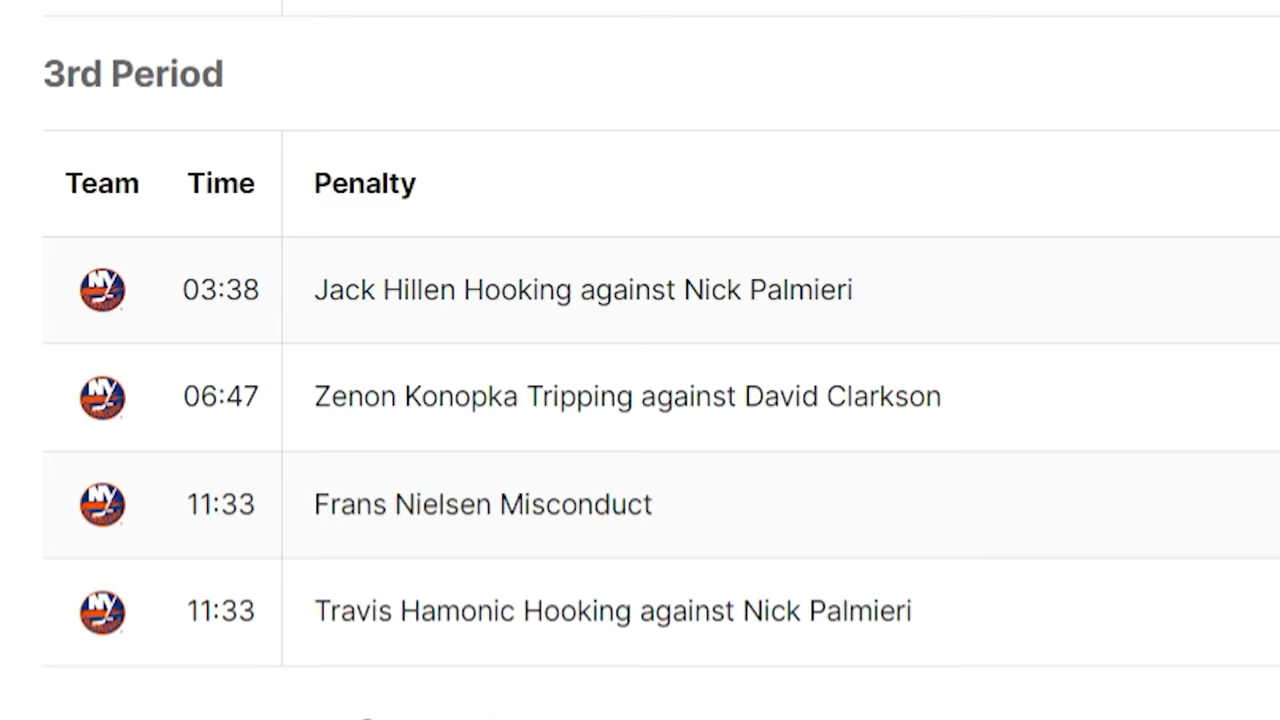 3rd Period
Team Time Penalty
03:38 Jack Hillen Hooking against Nick Palmieri
06:47 Zenon Konopka Tripping against David Clarkson
11:33 Frans Nielsen Misconduct
11:33 Travis Hamonic Hooking against Nick Palmieri